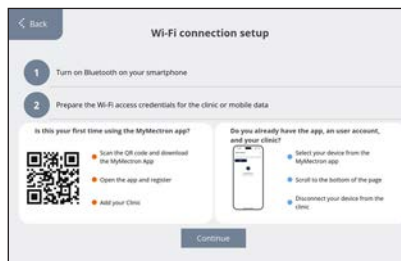 Back
Wi-Fi connection setup
1 Turn on Bluetooth on your smartphone
2 Prepare the Wi-Fi access credentials for the clinic or mobile data
Is this your first time using the MyMectron app?
Scan the QR code and download
the MyMectron App
Open the app and register
Add your Clinic
Do you already have the app, an user account,
and your clinic?
Select your device from the
MyMectron app
Scroll to the bottom of the page
Disconnect your device from the
clinic
Continue